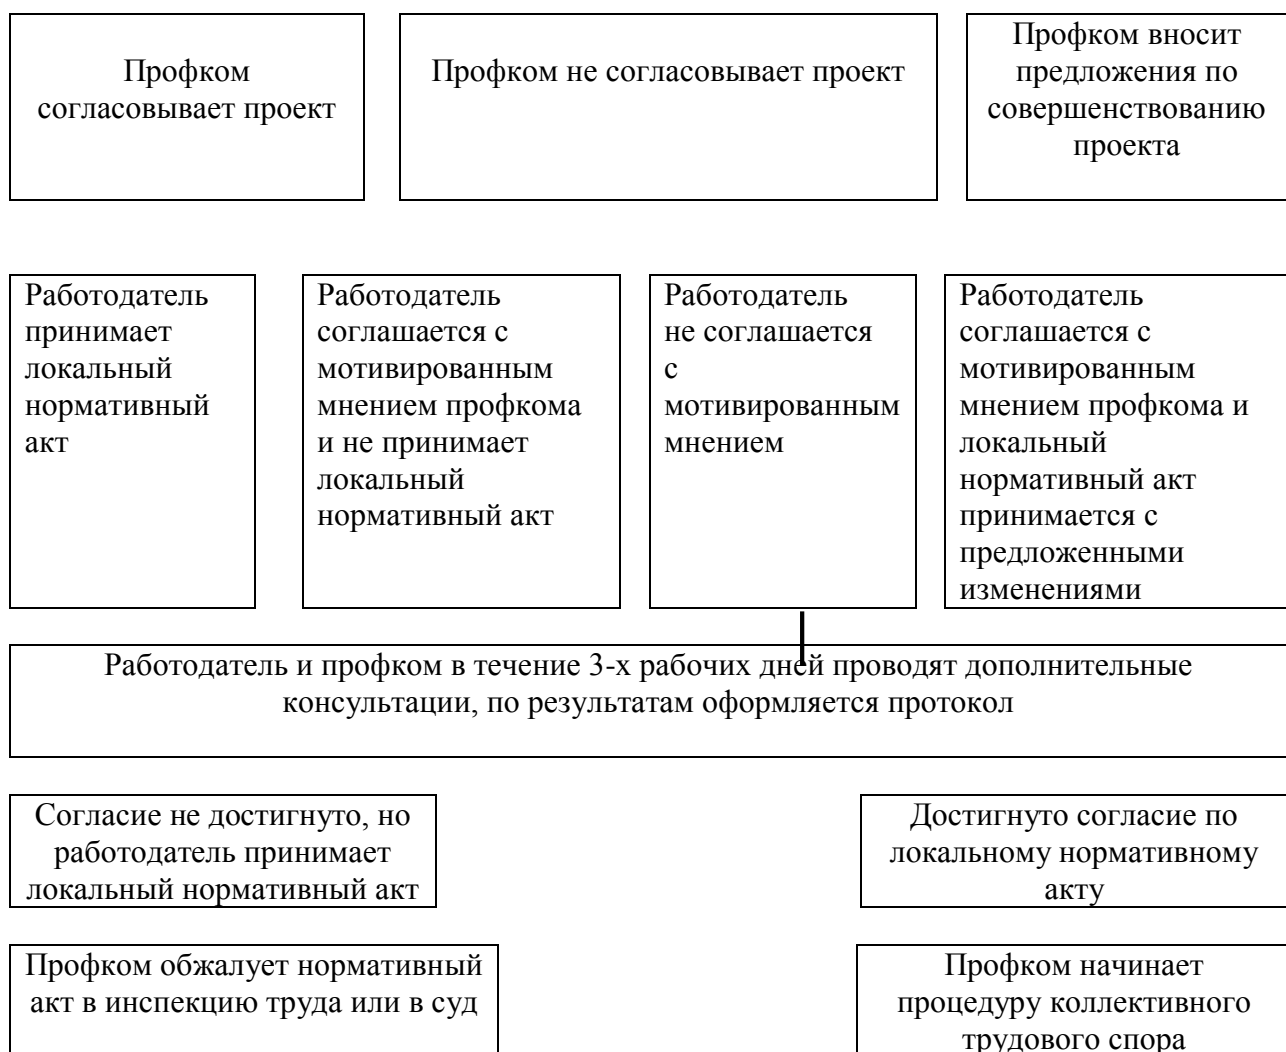 Профком
согласовывает проект
Профком не согласовывает проект
Профком вносит
предложения по
совершенствованию
проекта
Работодатель
принимает
локальный
нормативный
акт
Работодатель
соглашается с
мотивированным
мнением профкома
и не принимает
локальный
нормативный акт
Работодатель
не соглашается
с
мотивированным
мнением
Работодатель
соглашается с
мотивированным
мнением профкома и
локальный
нормативный акт
принимается с
предложенными
изменениями
Работодатель и профком в течение 3-х рабочих дней проводят дополнительные
консультации, по результатам оформляется протокол
Согласие не достигнуто, но
работодатель принимает
локальный нормативный акт
Достигнуто согласие по
локальному нормативному
акту
Профком обжалует нормативный
акт в инспекцию труда или в суд
Профком начинает
процедуру коллективного
трудового спора